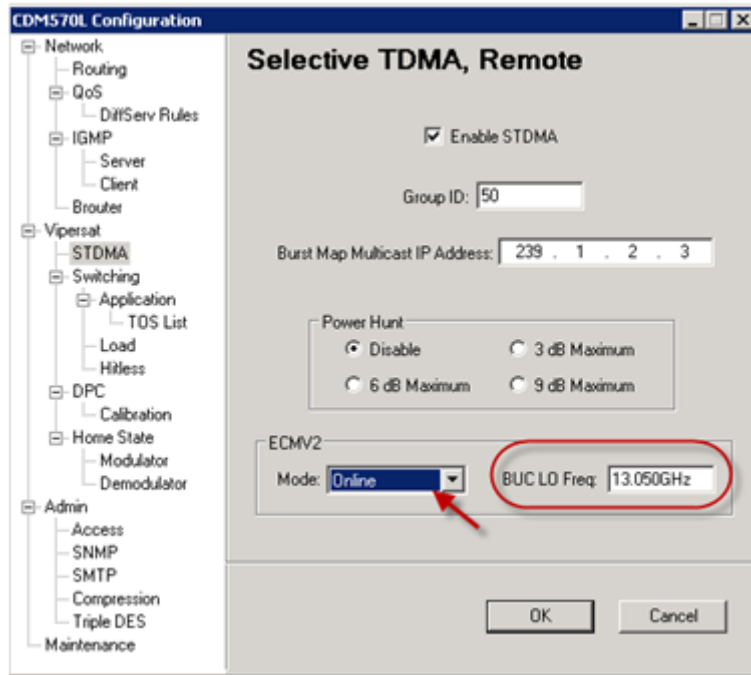 CDM570L Configuration
Network
Routing
QoS
DiffServ Rules
IGMP
Server
Client
Brouter
Vipersat
STDMA
Switching
Application
TOS List
Load
Hitless
DPC
Calibration
Home State
Modulator
Demodulator
Admin
Access
SNMP
SMTP
Compression
Triple DES
Maintenance
Selective TDMA, Remote
Enable STDMA
Group ID: 50
Burst Map Multicast IP Address: 239 . 1 . 2 . 3
Power Hunt
Disable 3 dB Maximum
6 dB Maximum 9 dB Maximum
ECMV2
Mode: Online BUC LO Freq: 13.050GHz
OK Cancel